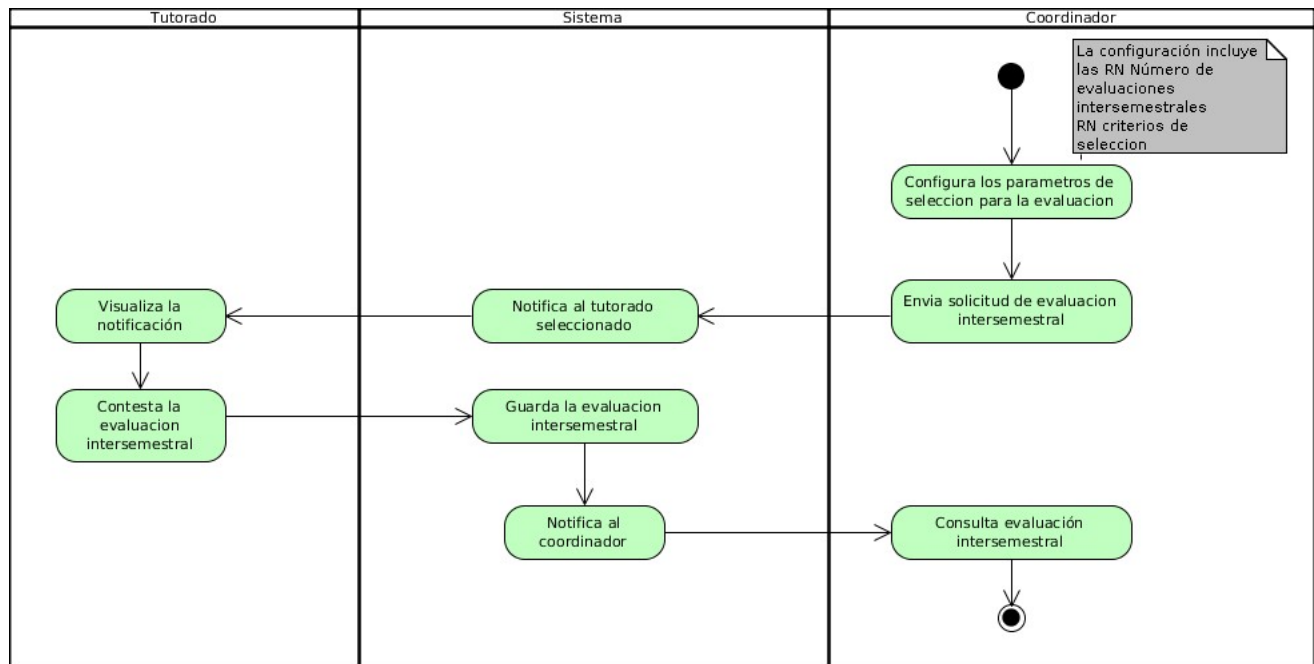 Tutorado
Sistema
Coordinador
La configuración incluye
las RN Número de
evaluaciones
intersemestrales
RN criterios de
seleccion
Configura los parametros de
seleccion para la evaluacion
Visualiza la
notificación
Notifica al tutorado
seleccionado
Envia solicitud de evaluacion
intersemestral
Contesta la
evaluacion
intersemestral
Guarda la evaluacion
intersemestral
Notifica al
coordinador
Consulta evaluación
intersemestral